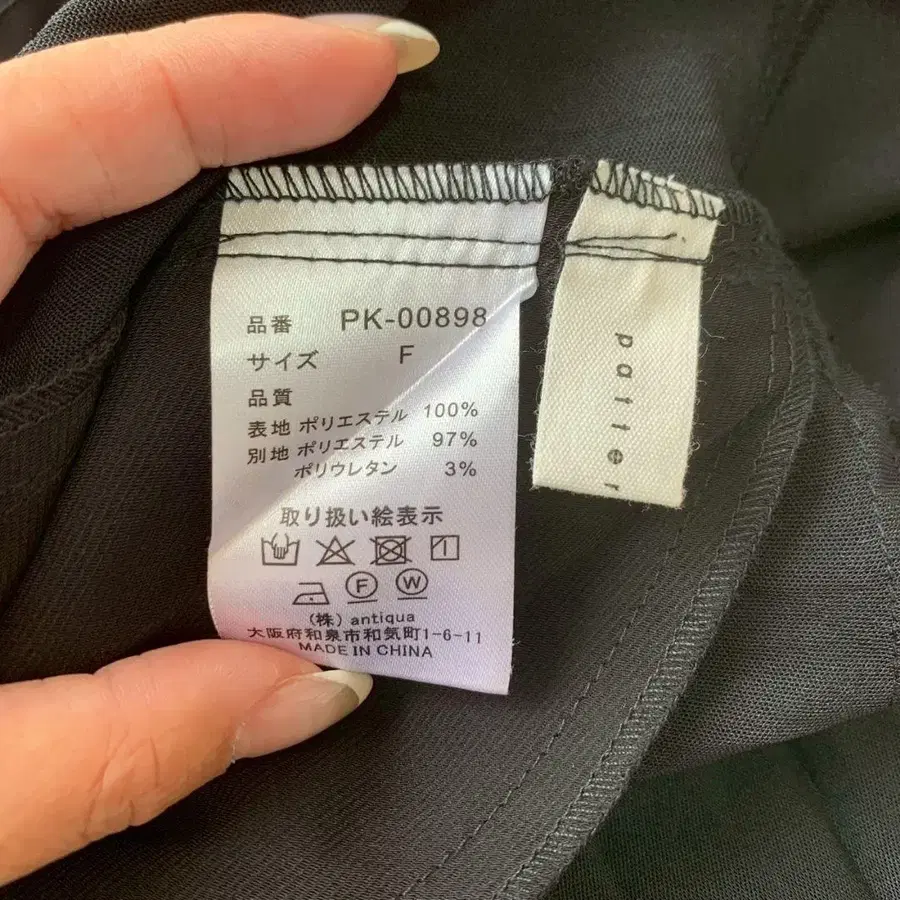 品番 PK-00898
サイズ F
品質
表地 ポリエステル 100%
別地 ポリエステル 97%
ポリウレタン 3%
取り扱い絵表示
F W
(株) antiqua
大阪府和泉市和気町1-6-11
MADE IN CHINA
patter